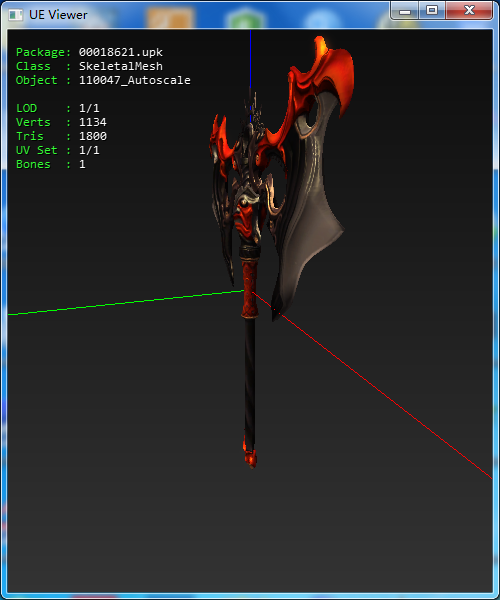 UE Viewer
Package: 00018621.upk
Class  : SkeletalMesh
Object : 110047_Autoscale
LOD    : 1/1
Verts  : 1134
Tris   : 1800
UV Set : 1/1
Bones  : 1